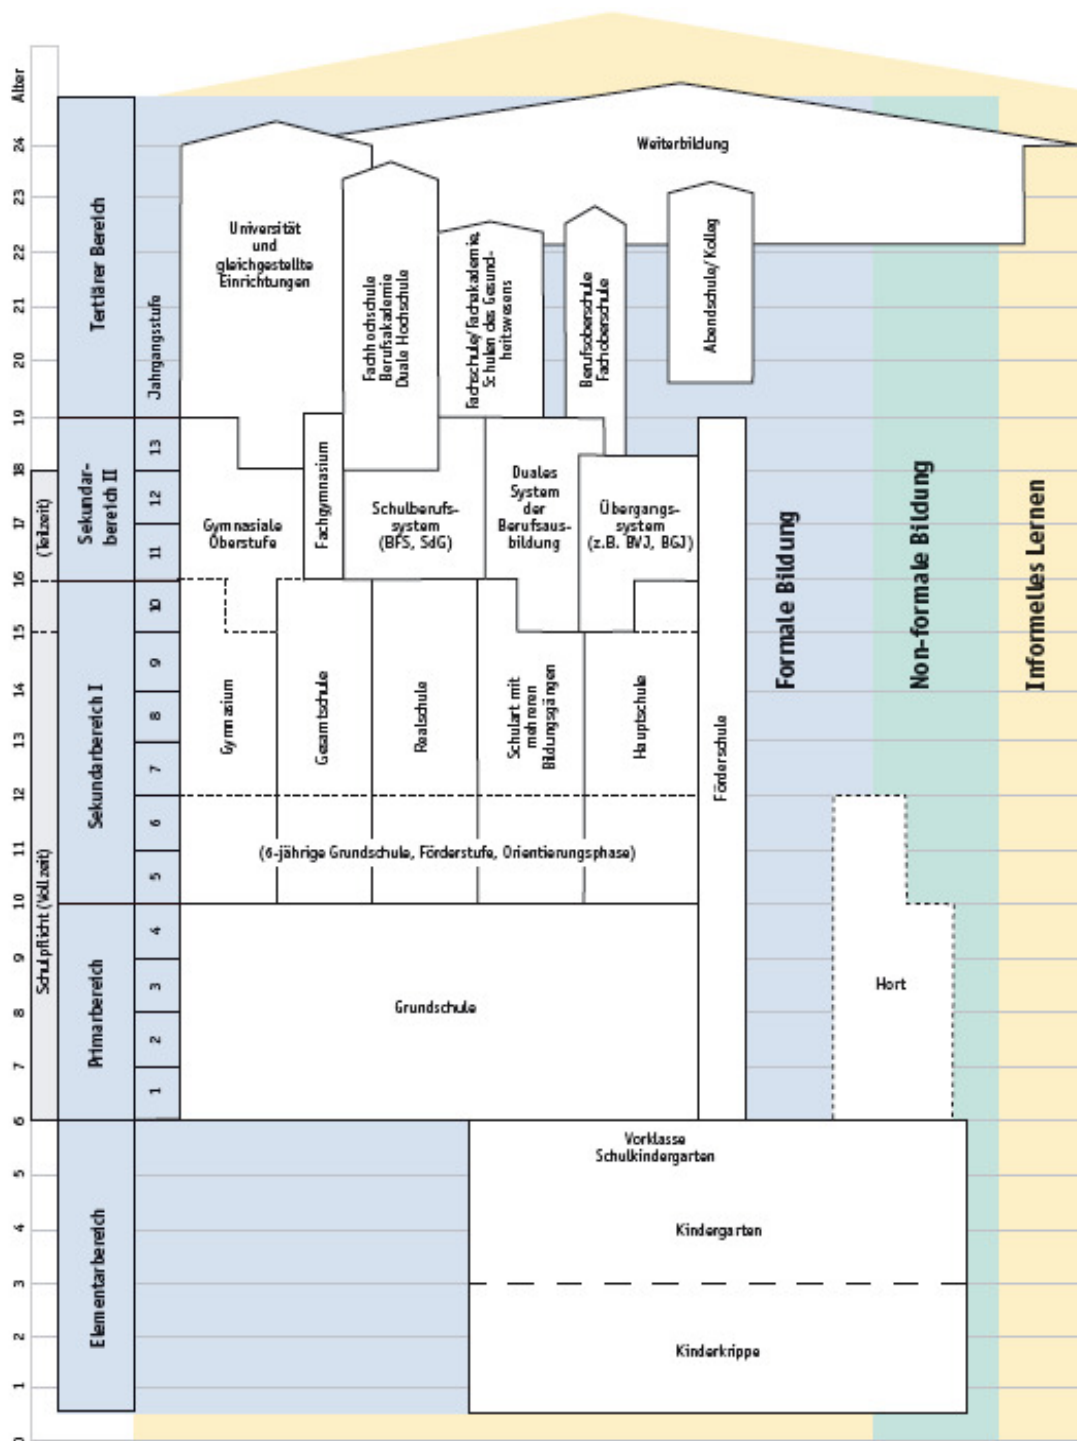 Alter
24
23
22
21
20
19
18
17
16
15
14
13
12
11
10
9
8
7
6
5
4
3
2
1
0
(Teilzeit)
Schulpflicht (Vollzeit)
Tertiärer Bereich
Sekundar-
bereich II
Sekundarbereich I
Primarbereich
Elementarbereich
Jahrgangsstufe
13
12
11
10
9
8
7
6
5
4
3
2
1
Weiterbildung
Universität
und
gleichgestellte
Einrichtungen
Fachhochschule
Berufsakademie
Duale Hochschule
Fachschule/Fachakademie,
Schulen des Gesund-
heitswesens
Berufsoberschule
Fachoberschule
Abendschule/Kolleg
Gymnasiale
Oberstufe
Fachgymnasium
Schulberufs-
system
(BFS, SdG)
Duales
System
der
Berufsaus-
bildung
Übergangs-
system
(z.B. BVJ, BGJ)
Gymnasium
Gesamtschule
Realschule
Schulart mit
mehreren
Bildungsgängen
Hauptschule
Förderschule
(6-jährige Grundschule, Förderstufe, Orientierungsphase)
Grundschule
Hort
Vorklasse
Schulkindergarten
Kindergarten
Kinderkrippe
Formale Bildung
Non-formale Bildung
Informelles Lernen